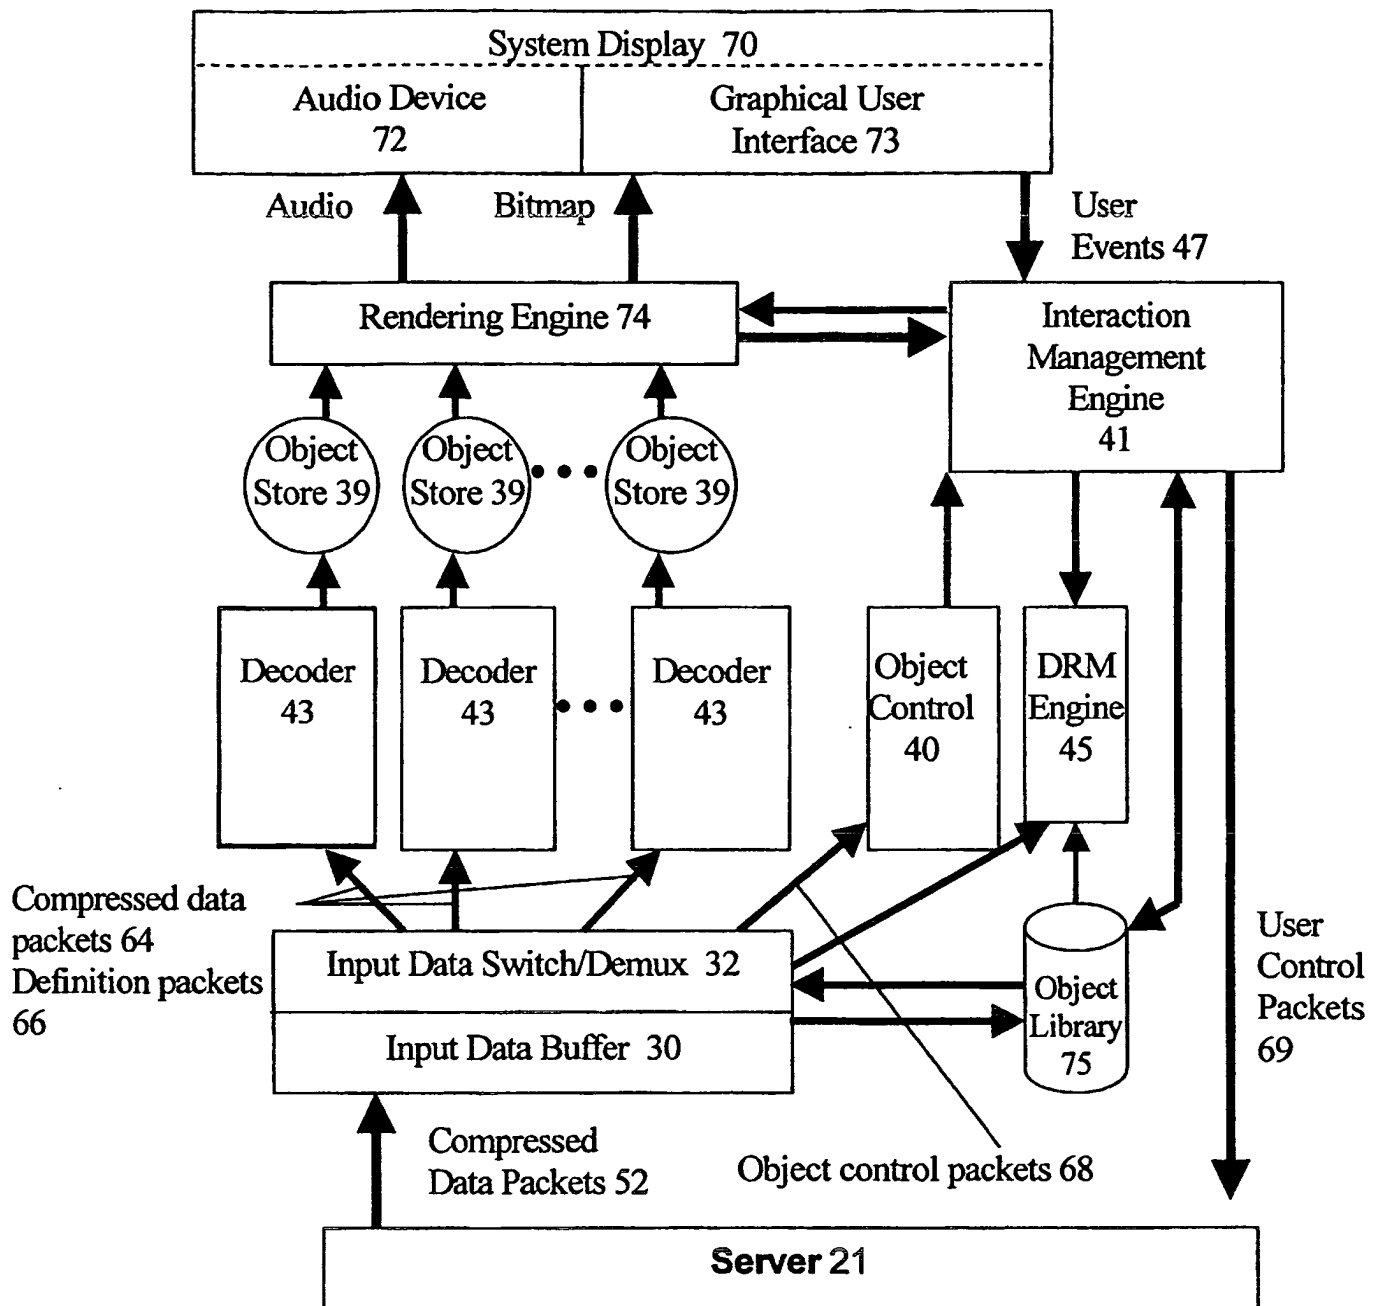 System Display 70
Audio Device
72
Graphical User
Interface 73
Audio
Bitmap
User
Events 47
Rendering Engine 74
Interaction
Management
Engine
41
Object
Store 39
Object
Store 39
Object
Store 39
Decoder
43
Decoder
43
Decoder
43
Object
Control
40
DRM
Engine
45
Compressed data
packets 64
Definition packets
66
Input Data Switch/Demux 32
Input Data Buffer 30
Object
Library
75
User
Control
Packets
69
Compressed
Data Packets 52
Object control packets 68
Server 21